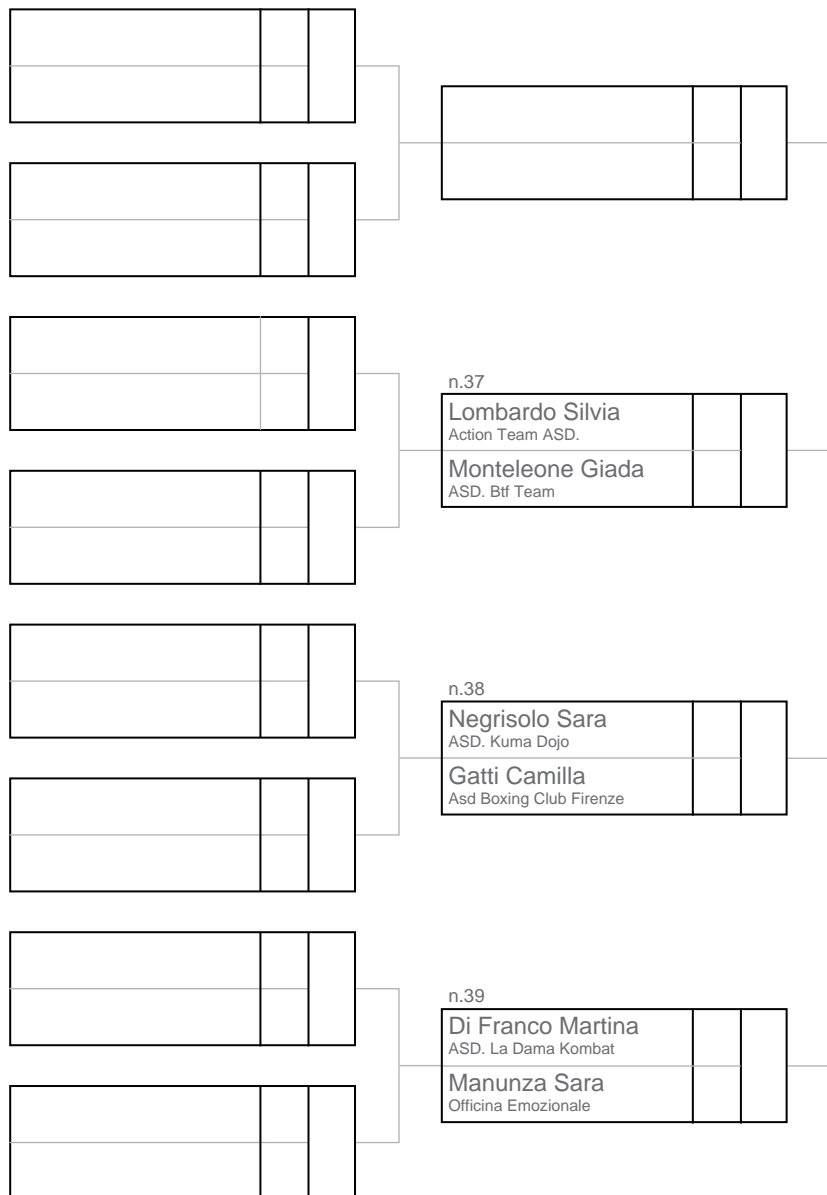 n.37
Lombardo Silvia
Action Team ASD.
Monteleone Giada
ASD. Btf Team
n.38
Negrisolo Sara
ASD. Kuma Dojo
Gatti Camilla
Asd Boxing Club Firenze
n.39
Di Franco Martina
ASD. La Dama Kombat
Manunza Sara
Officina Emozionale